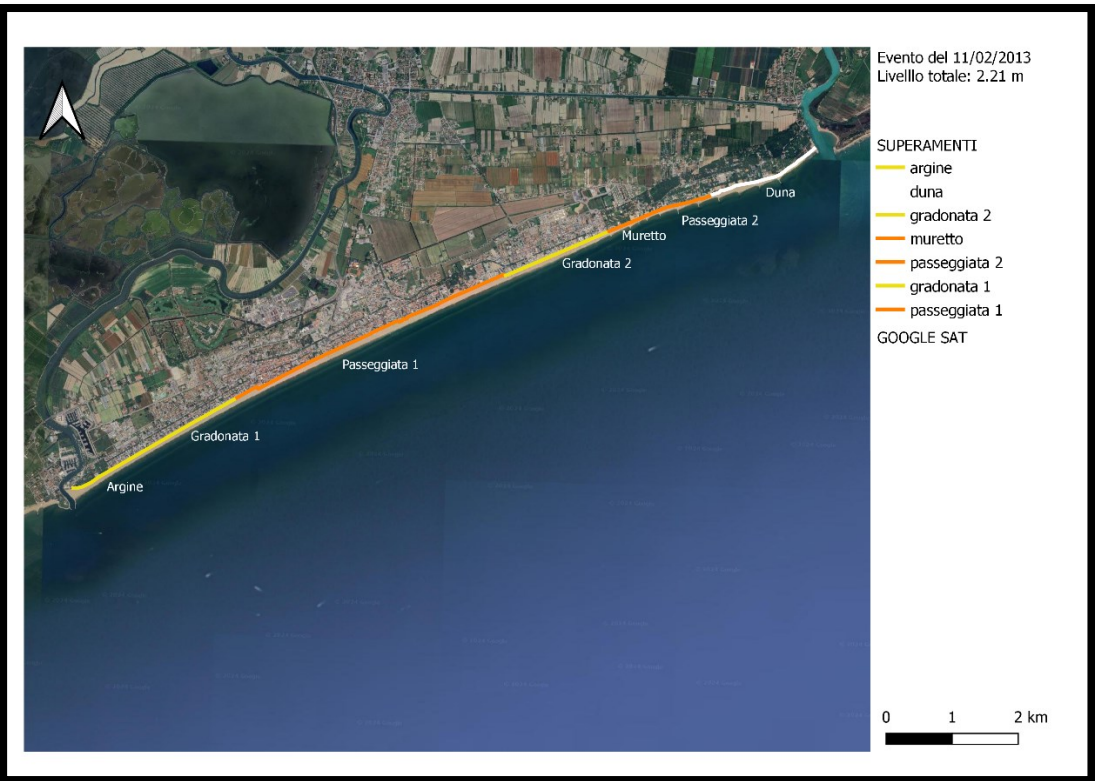 Evento del 11/02/2013
Livelllo totale: 2.21 m
SUPERAMENTI
argine
duna
gradonata 2
muretto
passeggiata 2
gradonata 1
passeggiata 1
GOOGLE SAT
Duna
Passeggiata 2
Muretto
Gradonata 2
Passeggiata 1
Gradonata 1
Argine
0 1 2 km